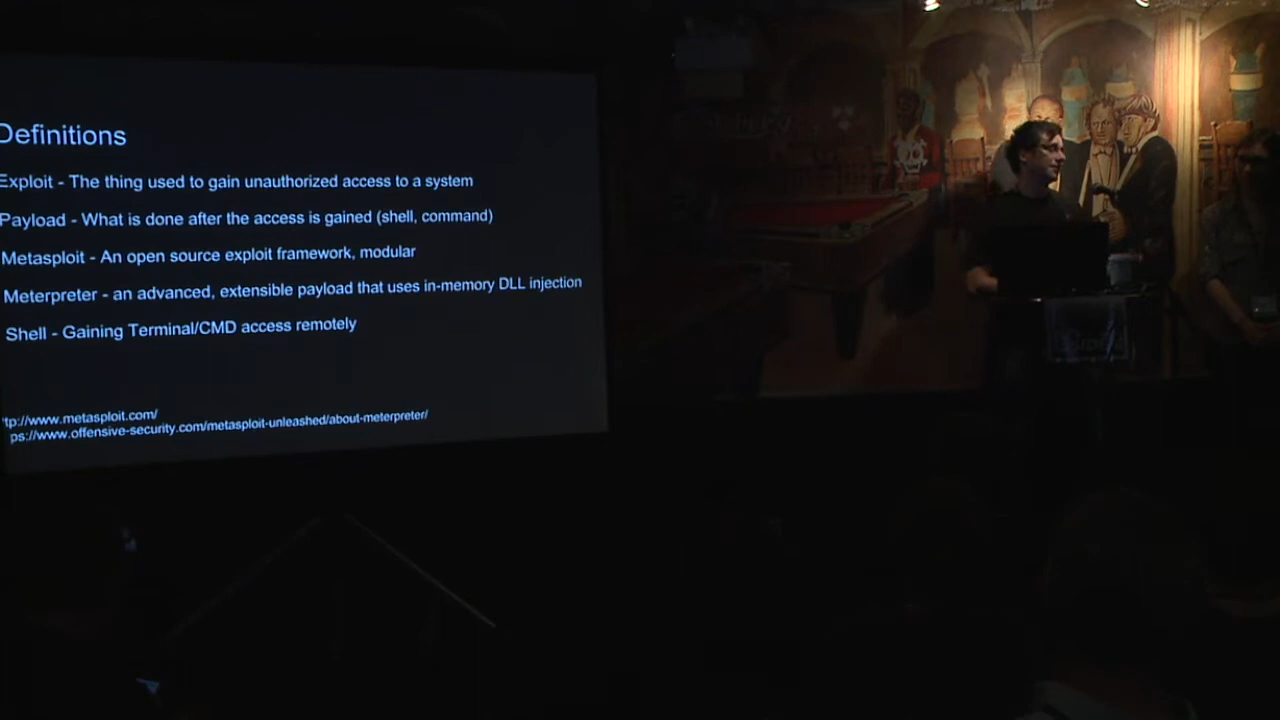 Definitions
Exploit - The thing used to gain unauthorized access to a system
Payload - What is done after the access is gained (shell, command)
Metasploit - An open source exploit framework, modular
Meterpreter - an advanced, extensible payload that uses in-memory DLL injection
Shell - Gaining Terminal/CMD access remotely
ttp://www.metasploit.com/
ps://www.offensive-security.com/metasploit-unleashed/about-meterpreter/